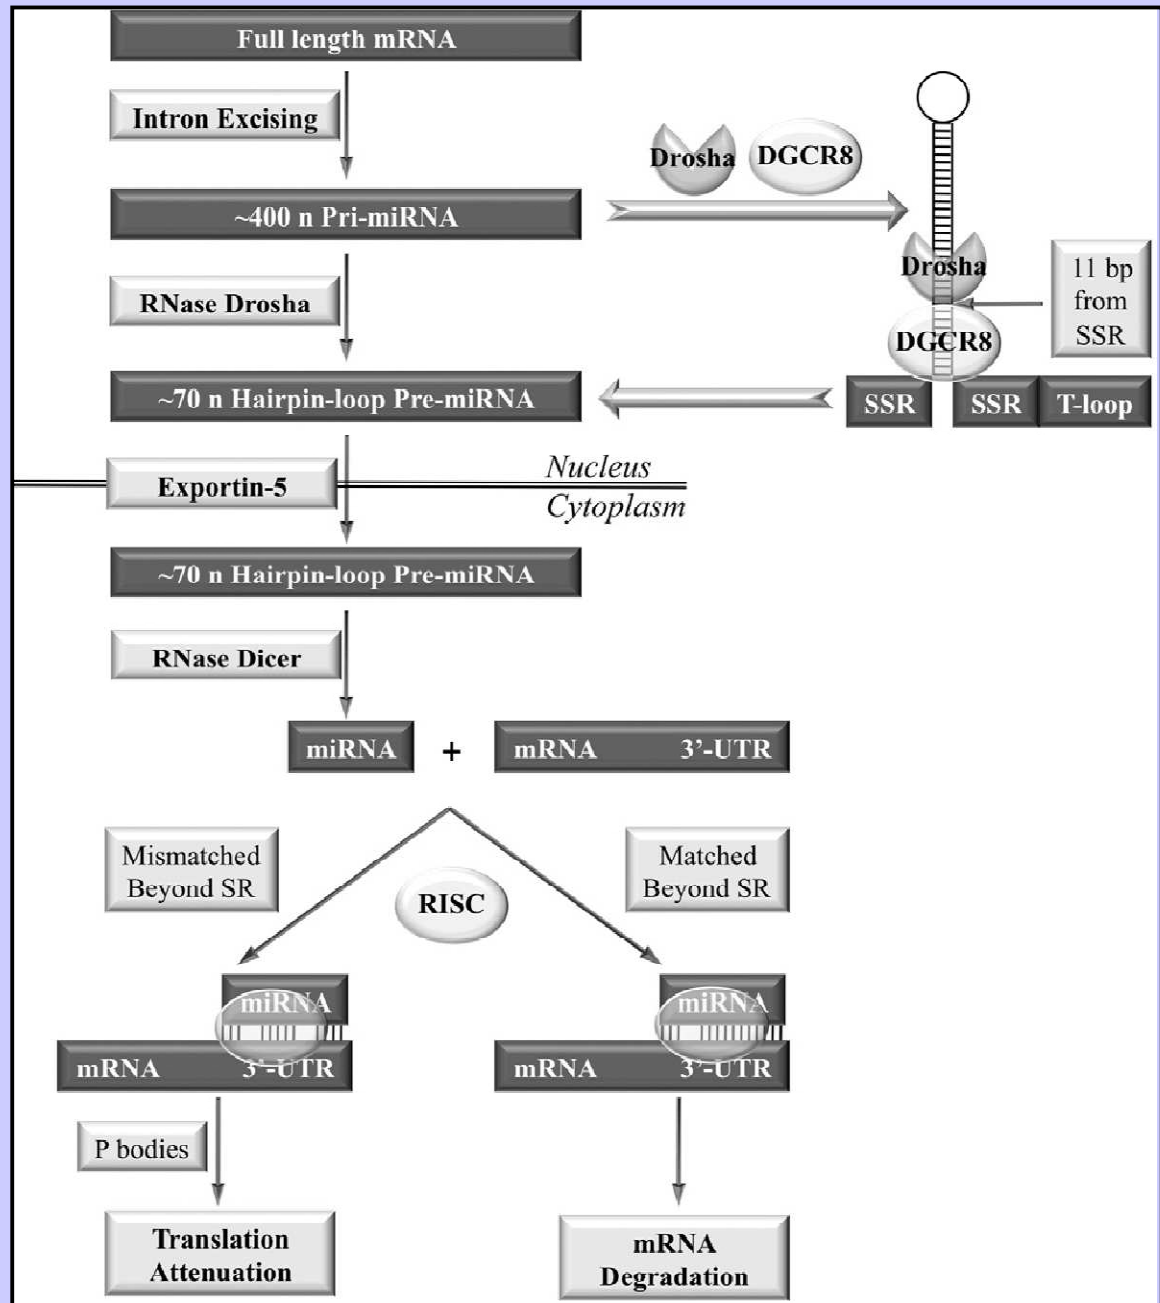 Full length mRNA
Intron Excising
Drosha
DGCR8
~400 n Pri-miRNA
Drosha
11 bp
from
SSR
RNase Drosha
DGCR8
~70 n Hairpin-loop Pre-miRNA
SSR
SSR
T-loop
Nucleus
Exportin-5
Cytoplasm
~70 n Hairpin-loop Pre-miRNA
RNase Dicer
miRNA
+
mRNA 3’-UTR
Mismatched
Beyond SR
RISC
Matched
Beyond SR
miRNA
mRNA 3’-UTR
miRNA
mRNA 3’-UTR
P bodies
Translation
Attenuation
mRNA
Degradation